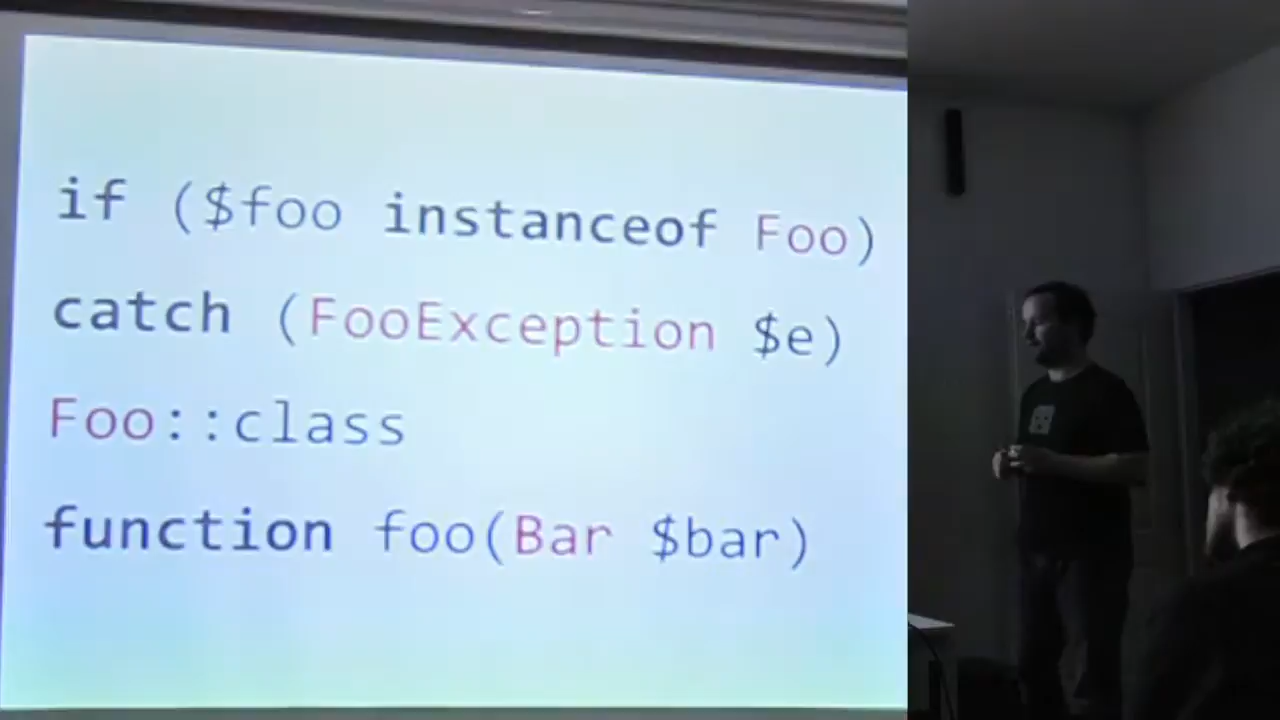 if ($foo instanceof Foo)
catch (FooException $e)
Foo::class
function foo(Bar $bar)